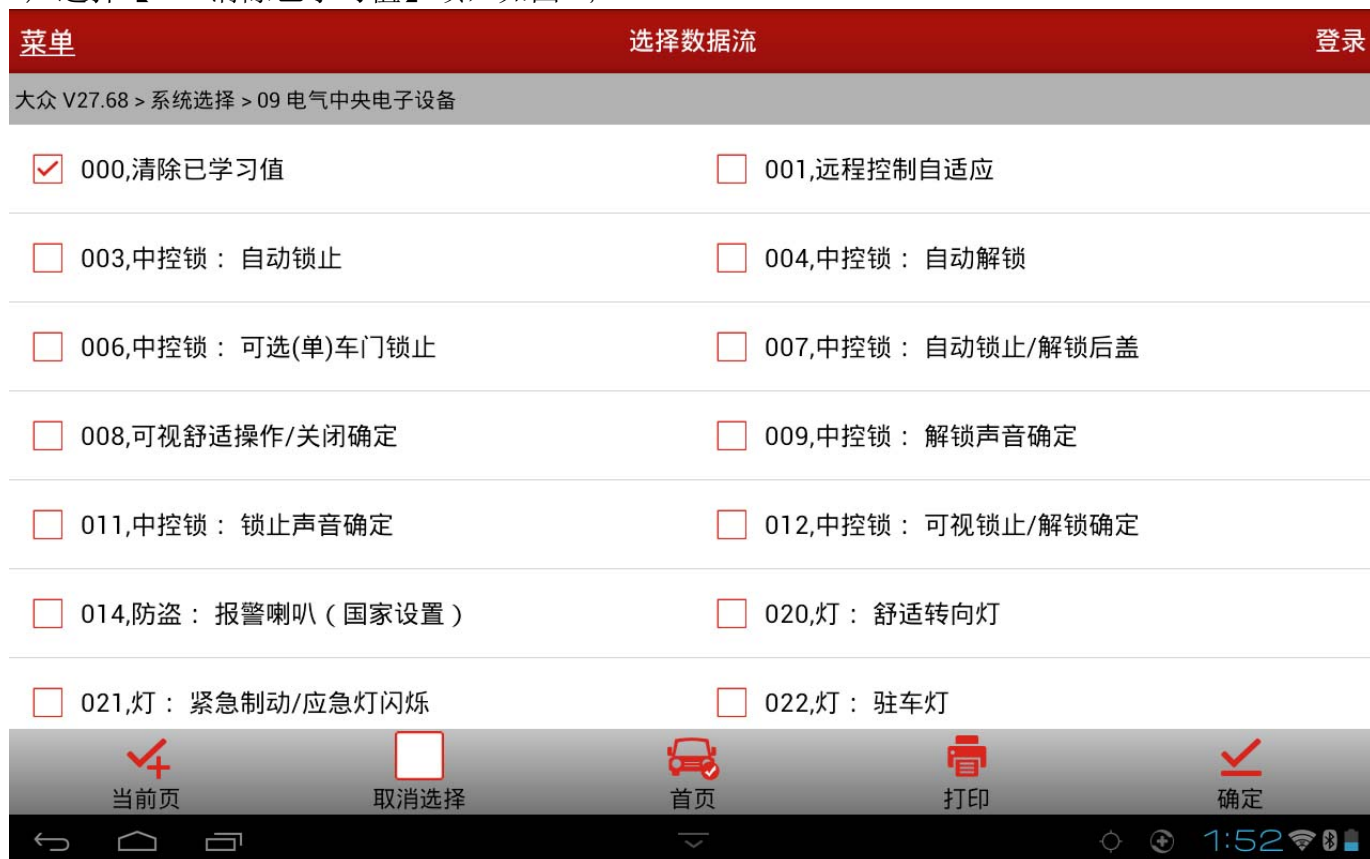 菜单 选择数据流 登录
大众 V27.68 > 系统选择 > 09 电气中央电子设备
000,清除已学习值 001,远程控制自适应
003,中控锁： 自动锁止 004,中控锁： 自动解锁
006,中控锁： 可选(单)车门锁止 007,中控锁： 自动锁止/解锁后盖
008,可视舒适操作/关闭确定 009,中控锁： 解锁声音确定
011,中控锁： 锁止声音确定 012,中控锁： 可视锁止/解锁确定
014,防盗： 报警喇叭（国家设置） 020,灯： 舒适转向灯
021,灯： 紧急制动/应急灯闪烁 022,灯： 驻车灯
当前页 取消选择 首页 打印 确定
1:52